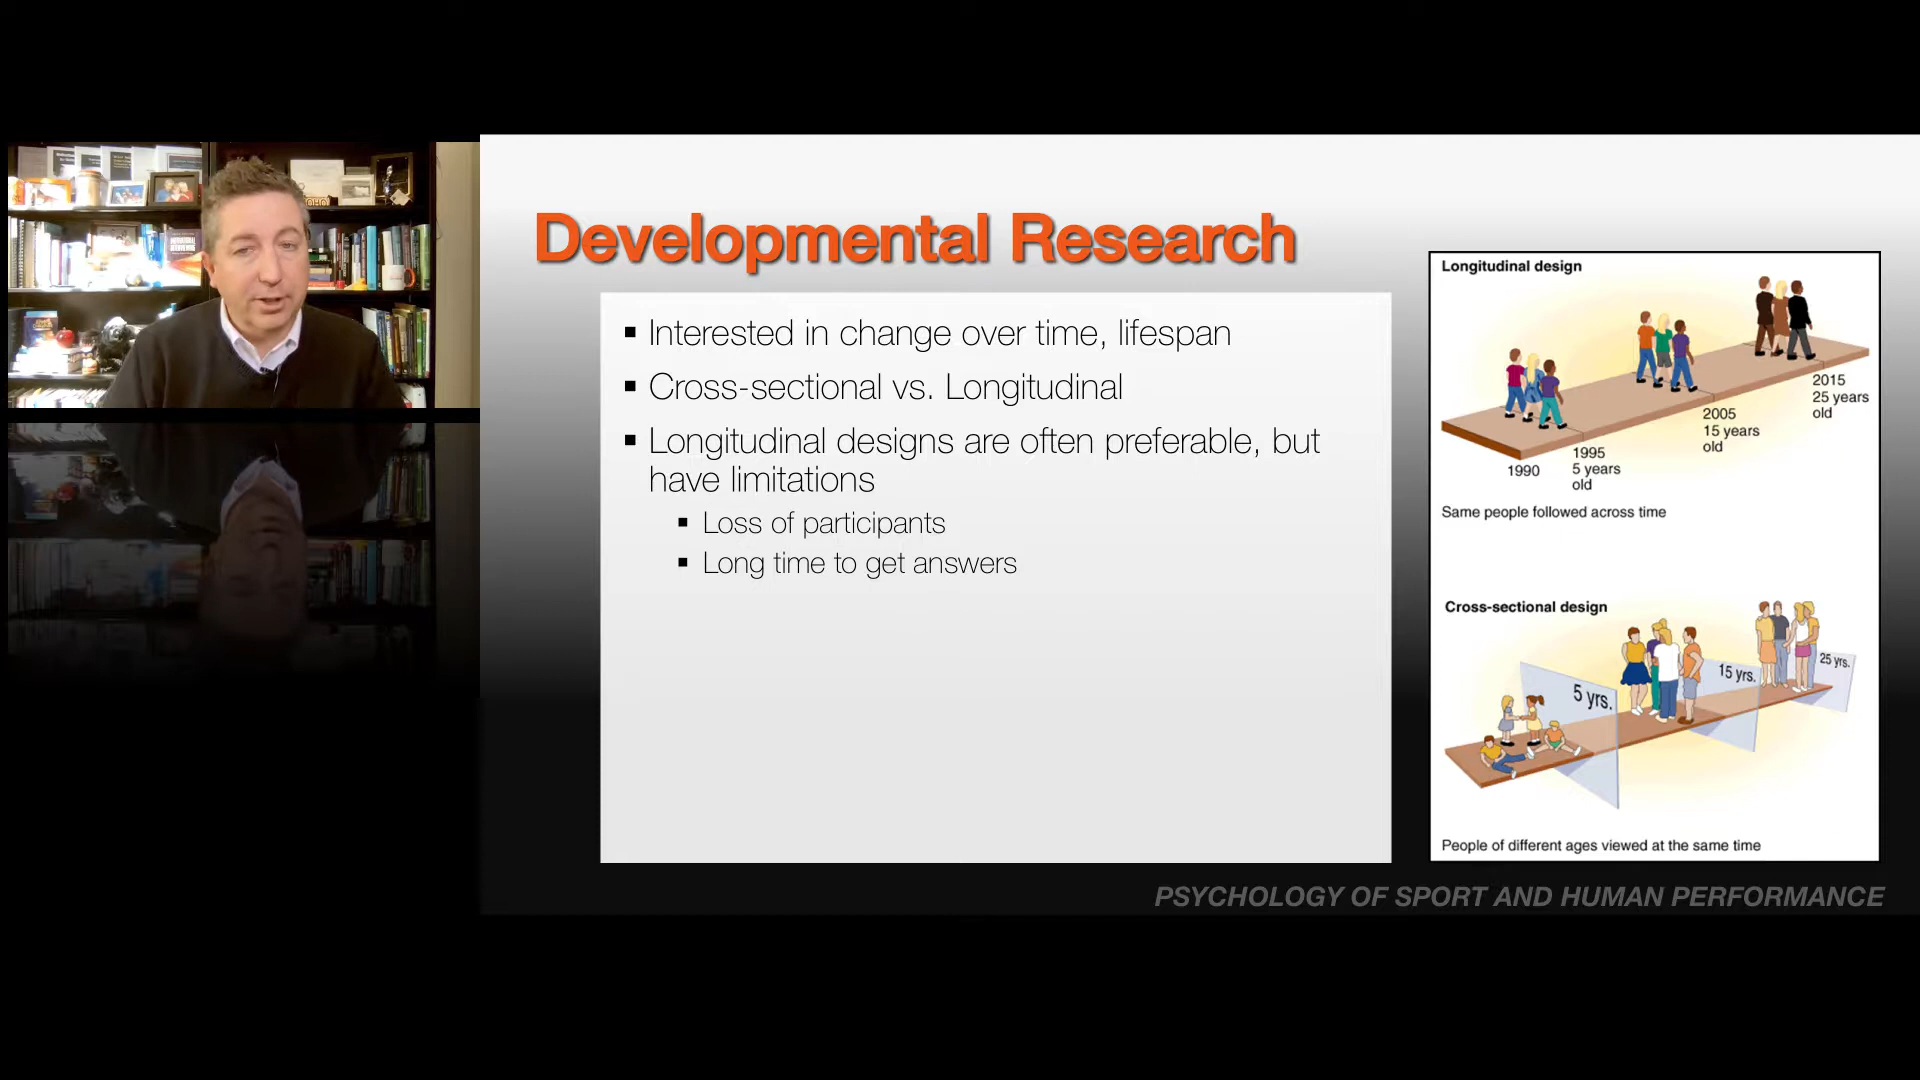 Developmental Research
▪ Interested in change over time, lifespan
▪ Cross-sectional vs. Longitudinal
▪ Longitudinal designs are often preferable, but
have limitations
▪ Loss of participants
▪ Long time to get answers
Longitudinal design
1990
1995
5 years
old
2005
15 years
old
2015
25 years
old
Same people followed across time
Cross-sectional design
5 yrs.
15 yrs.
25 yrs.
People of different ages viewed at the same time
PSYCHOLOGY OF SPORT AND HUMAN PERFORMANCE